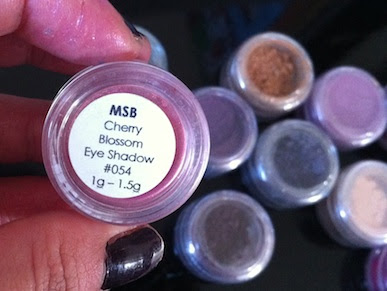 MSB
Cherry
Blossom
Eye Shadow
#054
1g – 1.5g